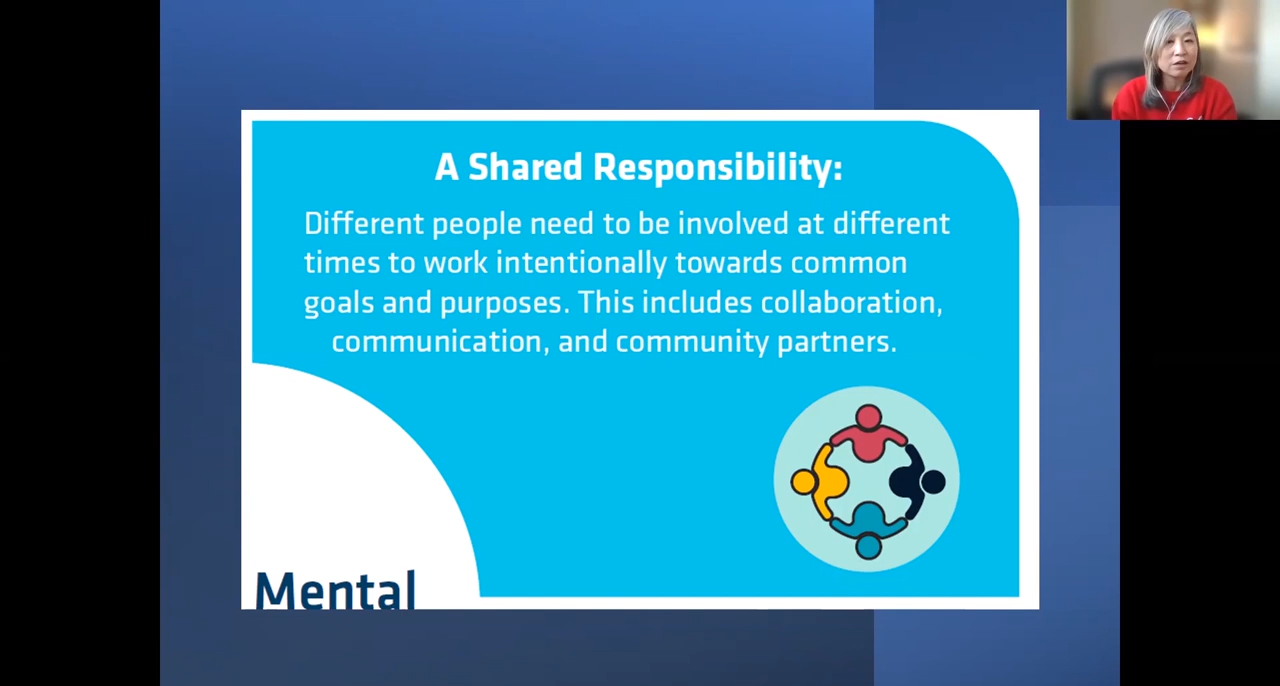 A Shared Responsibility:
Different people need to be involved at different
times to work intentionally towards common
goals and purposes. This includes collaboration,
communication, and community partners.
Mental